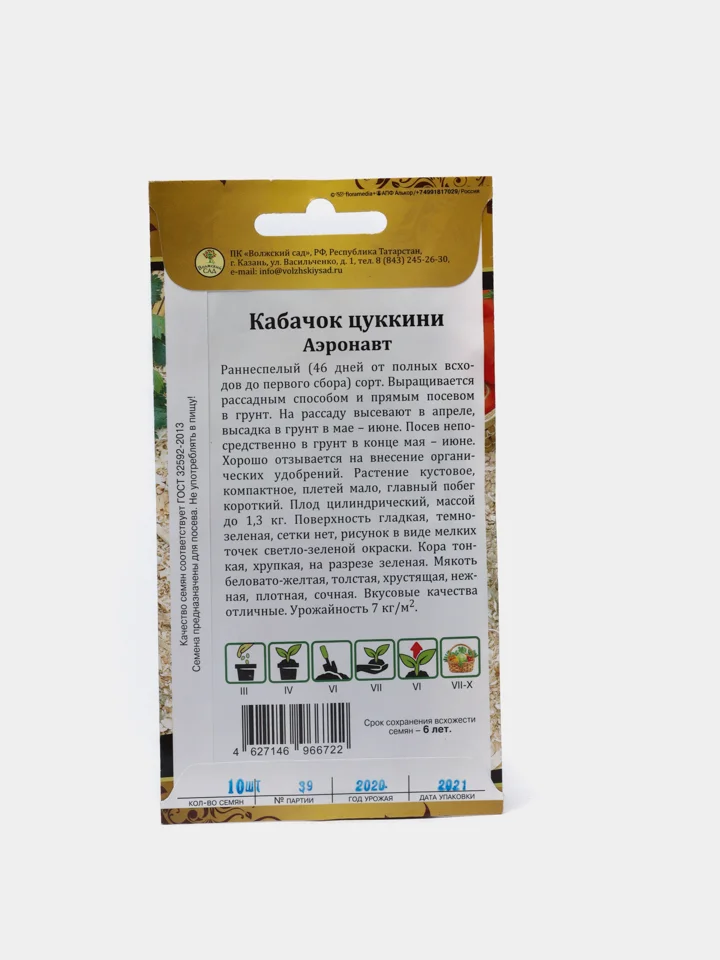 © floramedia АПФ Алькор/+74991817029/Россия
ВОЛЖСКИЙ
САД
ПК «Волжский сад», РФ, Республика Татарстан,
г. Казань, ул. Васильченко, д. 1, тел. 8 (843) 245-26-30,
e-mail: info@volzhskiysad.ru
Кабачок цуккини
Аэронавт
Раннеспелый (46 дней от полных всхо-
дов до первого сбора) сорт. Выращивается
рассадным способом и прямым посевом
в грунт. На рассаду высевают в апреле,
высадка в грунт в мае – июне. Посев непо-
средственно в грунт в конце мая – июне.
Хорошо отзывается на внесение органи-
ческих удобрений. Растение кустовое,
компактное, плетей мало, главный побег
короткий. Плод цилиндрический, массой
до 1,3 кг. Поверхность гладкая, темно-
зеленая, сетки нет, рисунок в виде мелких
точек светло-зеленой окраски. Кора тон-
кая, хрупкая, на разрезе зеленая. Мякоть
беловато-желтая, толстая, хрустящая, неж-
ная, плотная, сочная. Вкусовые качества
отличные. Урожайность 7 кг/м².
Качество семян соответствует ГОСТ 32592-2013
Семена предназначены для посева. Не употреблять в пищу!
III IV VI VII VI VII-X
4 627146 966722
Срок сохранения всхожести
семян – 6 лет.
10шт 39 2020 2021
КОЛ-ВО СЕМЯН № ПАРТИИ ГОД УРОЖАЯ ДАТА УПАКОВКИ